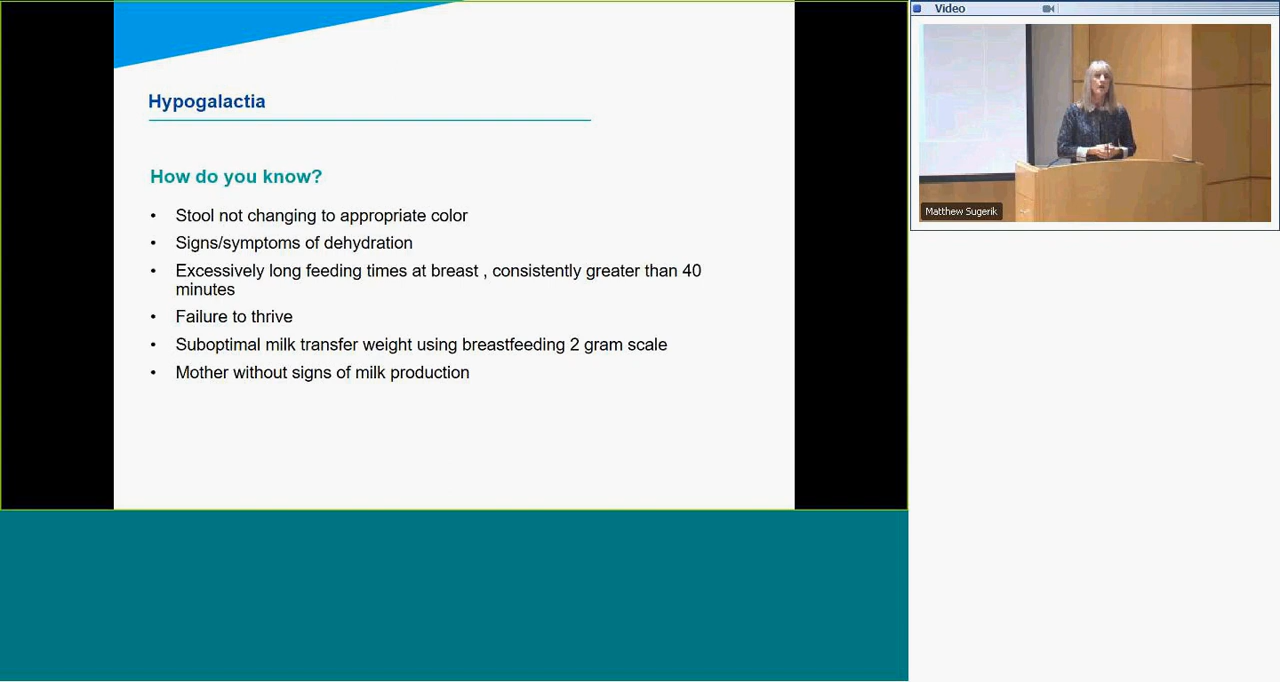 Hypogalactia
How do you know?
• Stool not changing to appropriate color
• Signs/symptoms of dehydration
• Excessively long feeding times at breast , consistently greater than 40
minutes
• Failure to thrive
• Suboptimal milk transfer weight using breastfeeding 2 gram scale
• Mother without signs of milk production
Video
Matthew Sugerik